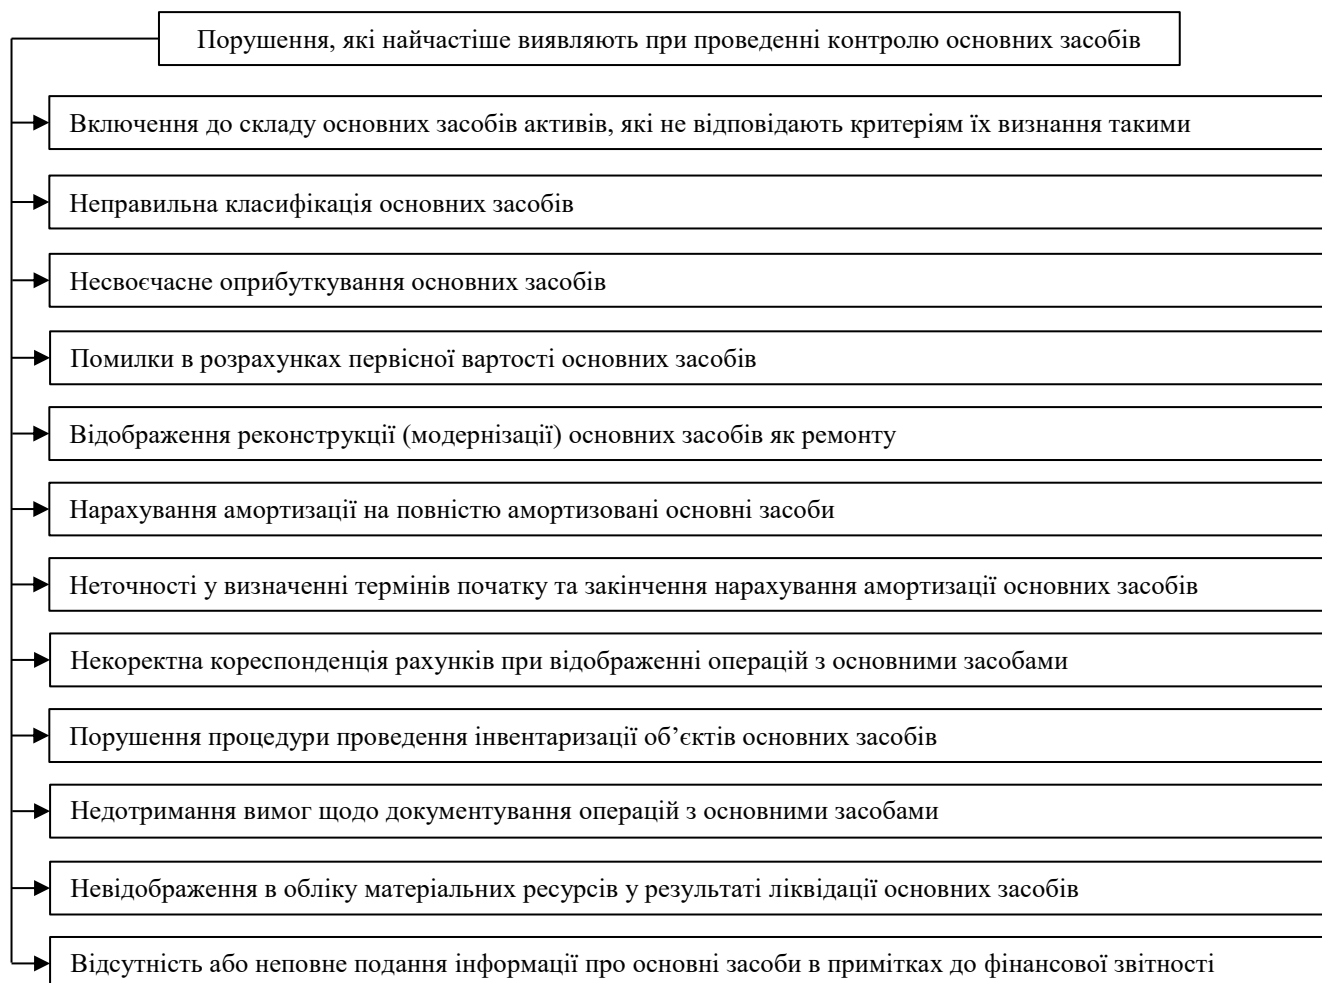 Порушення, які найчастіше виявляють при проведенні контролю основних засобів
Включення до складу основних засобів активів, які не відповідають критеріям їх визнання такими
Неправильна класифікація основних засобів
Несвоєчасне оприбуткування основних засобів
Помилки в розрахунках первісної вартості основних засобів
Відображення реконструкції (модернізації) основних засобів як ремонту
Нарахування амортизації на повністю амортизовані основні засоби
Неточності у визначенні термінів початку та закінчення нарахування амортизації основних засобів
Некоректна кореспонденція рахунків при відображенні операцій з основними засобами
Порушення процедури проведення інвентаризації об’єктів основних засобів
Недотримання вимог щодо документування операцій з основними засобами
Невідображення в обліку матеріальних ресурсів у результаті ліквідації основних засобів
Відсутність або неповне подання інформації про основні засоби в примітках до фінансової звітності